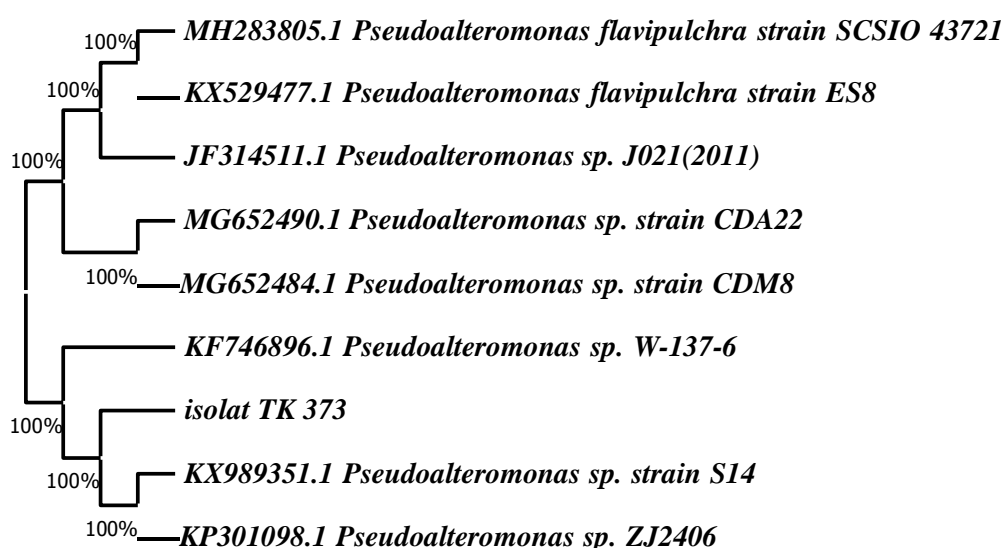 100%
MH283805.1 Pseudoalteromonas flavipulchra strain SCSIO 43721
100%
KX529477.1 Pseudoalteromonas flavipulchra strain ES8
100%
JF314511.1 Pseudoalteromonas sp. J021(2011)
MG652490.1 Pseudoalteromonas sp. strain CDA22
100%
MG652484.1 Pseudoalteromonas sp. strain CDM8
KF746896.1 Pseudoalteromonas sp. W-137-6
isolat TK 373
100%
KX989351.1 Pseudoalteromonas sp. strain S14
100%
100%
KP301098.1 Pseudoalteromonas sp. ZJ2406